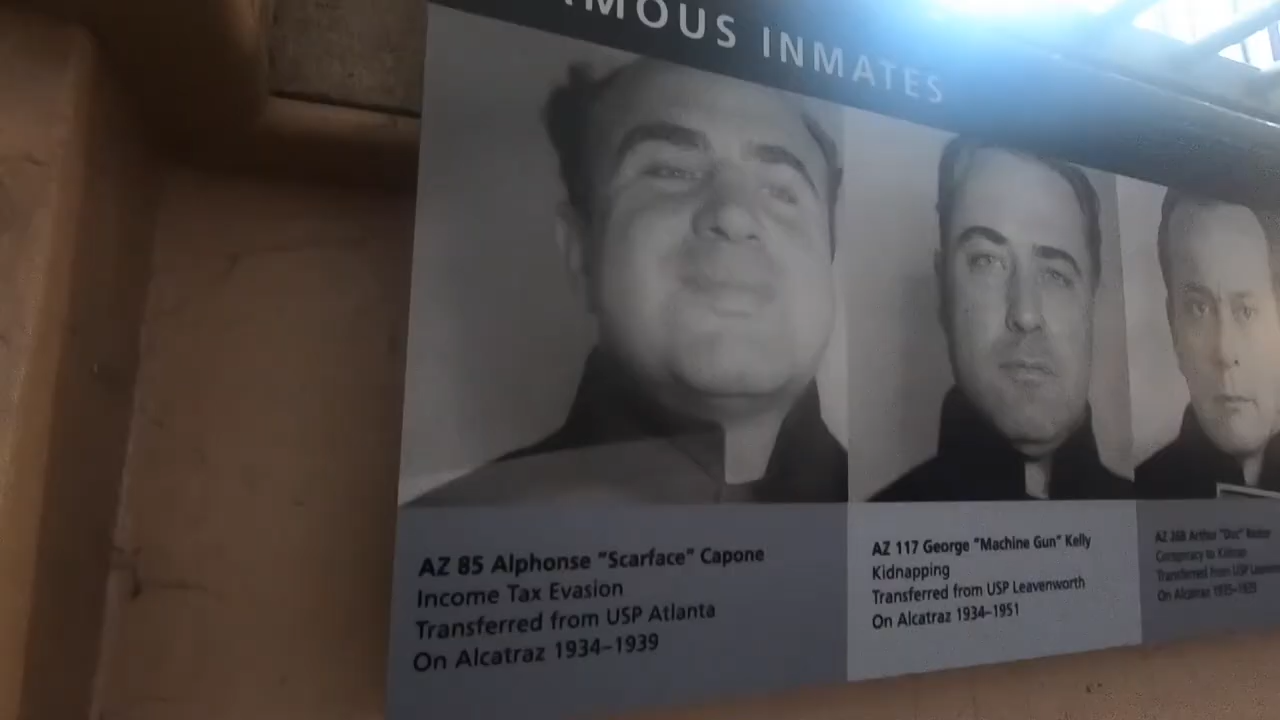 MOUS INMATES
AZ 85 Alphonse "Scarface" Capone
Income Tax Evasion
Transferred from USP Atlanta
On Alcatraz 1934–1939
AZ 117 George "Machine Gun" Kelly
Kidnapping
Transferred from USP Leavenworth
On Alcatraz 1934–1951
AZ 268 Arthur "Doc"
Conspiracy to Kidnap
Transferred from USP
On Alcatraz 1935–1939